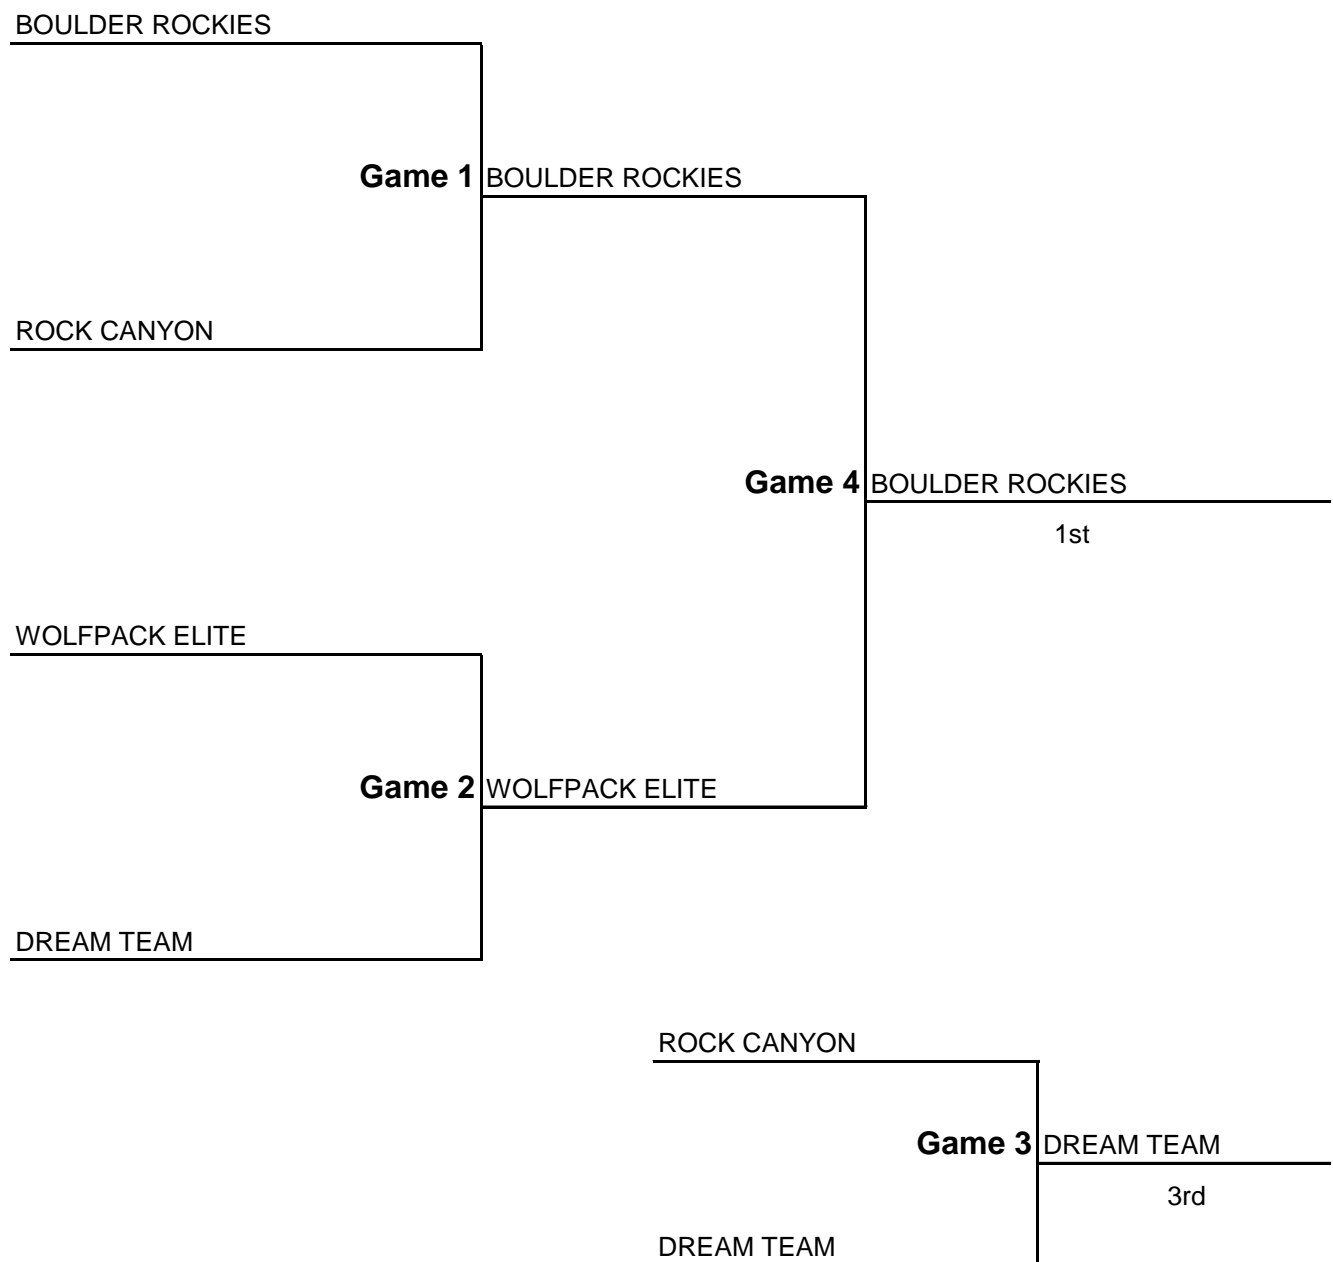 BOULDER ROCKIES
Game 1 BOULDER ROCKIES
ROCK CANYON
Game 4 BOULDER ROCKIES
1st
WOLFPACK ELITE
Game 2 WOLFPACK ELITE
DREAM TEAM
ROCK CANYON
Game 3 DREAM TEAM
3rd
DREAM TEAM